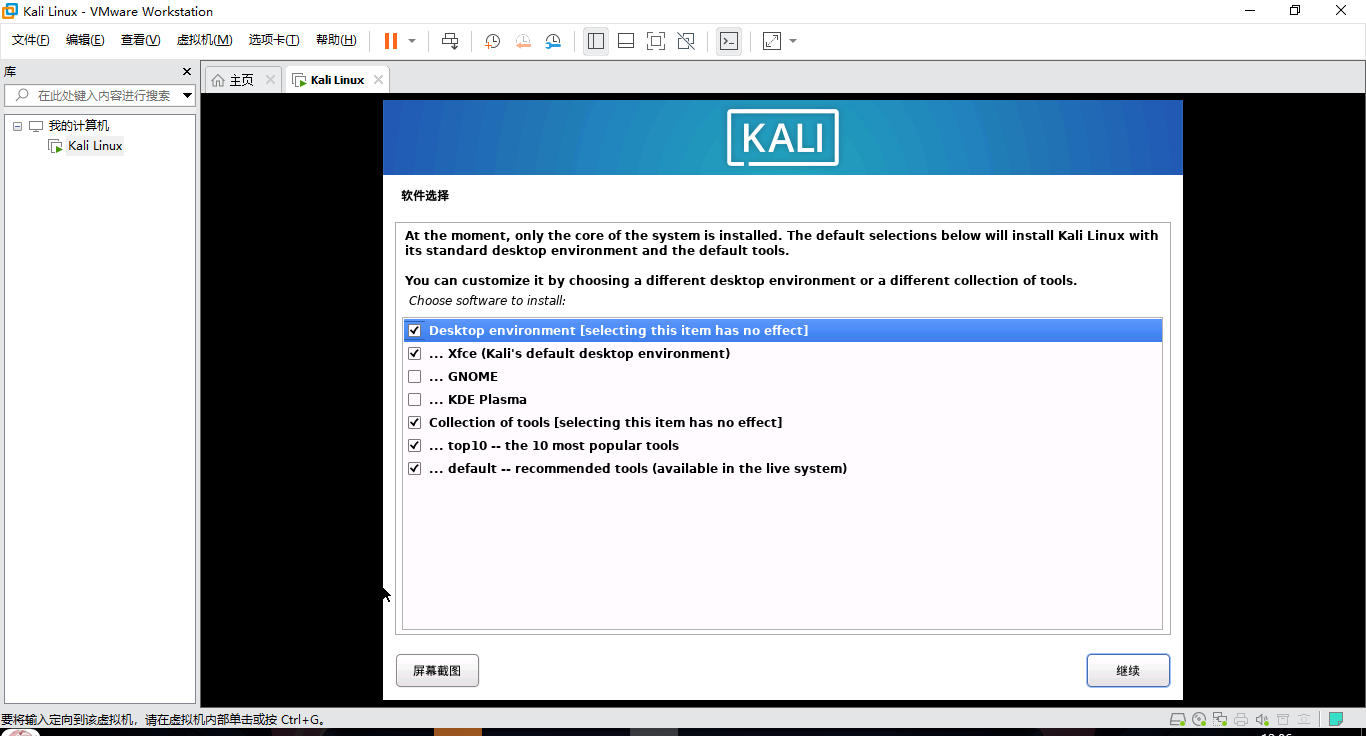 Kali Linux - VMware Workstation
文件(F) 编辑(E) 查看(V) 虚拟机(M) 选项卡(T) 帮助(H)
库
在此处键入内容进行搜索
我的计算机
Kali Linux
主页
Kali Linux
KALI
软件选择
At the moment, only the core of the system is installed. The default selections below will install Kali Linux with
its standard desktop environment and the default tools.
You can customize it by choosing a different desktop environment or a different collection of tools.
Choose software to install:
Desktop environment [selecting this item has no effect]
... Xfce (Kali's default desktop environment)
... GNOME
... KDE Plasma
Collection of tools [selecting this item has no effect]
... top10 -- the 10 most popular tools
... default -- recommended tools (available in the live system)
屏幕截图
继续
要将输入定向到该虚拟机，请在虚拟机内部单击或按 Ctrl+G。